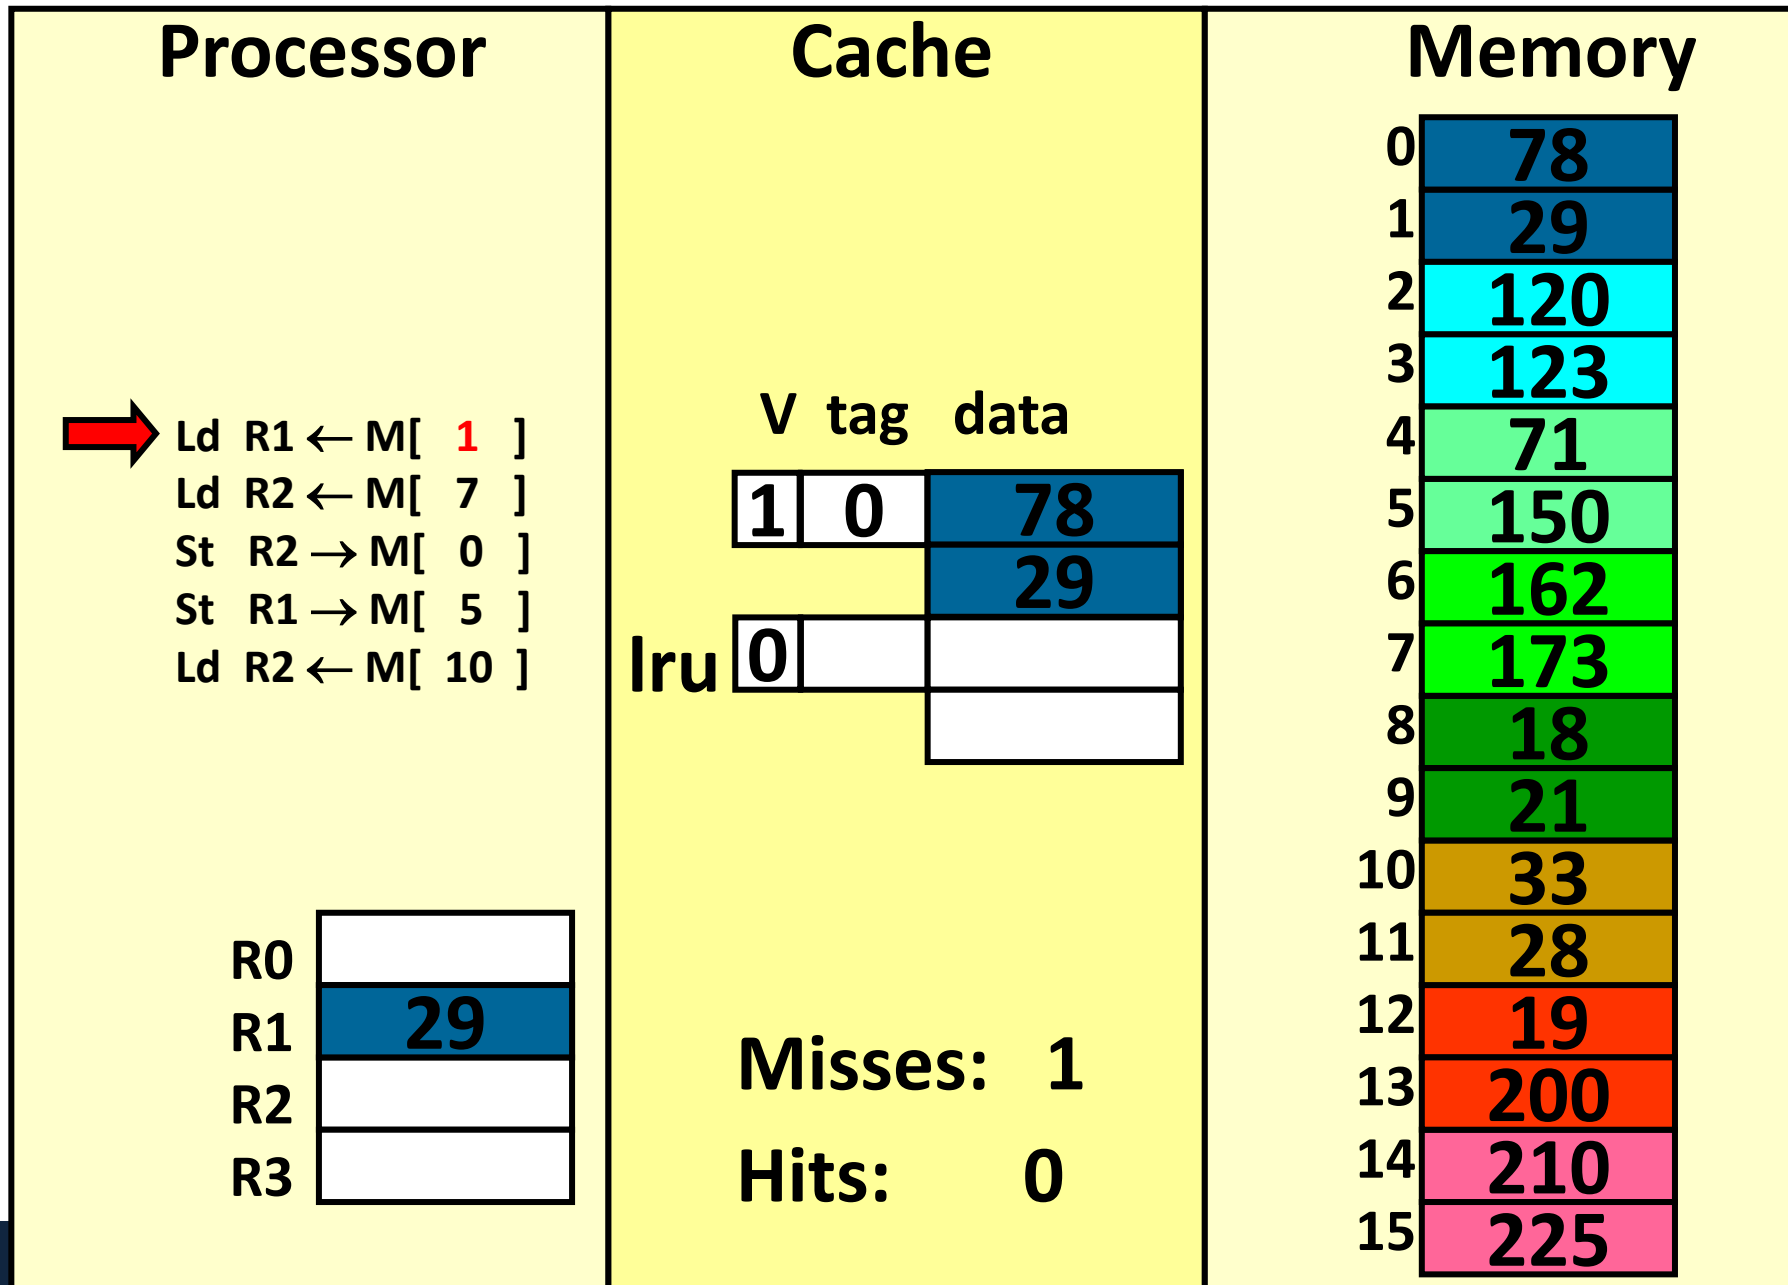 Processor
Ld R1 ← M[ 1 ]
Ld R2 ← M[ 7 ]
St R2 → M[ 0 ]
St R1 → M[ 5 ]
Ld R2 ← M[ 10 ]
R0
R1 29
R2
R3
Cache
V tag data
1 0 78
29
lru 0
Misses: 1
Hits: 0
Memory
0 78
1 29
2 120
3 123
4 71
5 150
6 162
7 173
8 18
9 21
10 33
11 28
12 19
13 200
14 210
15 225